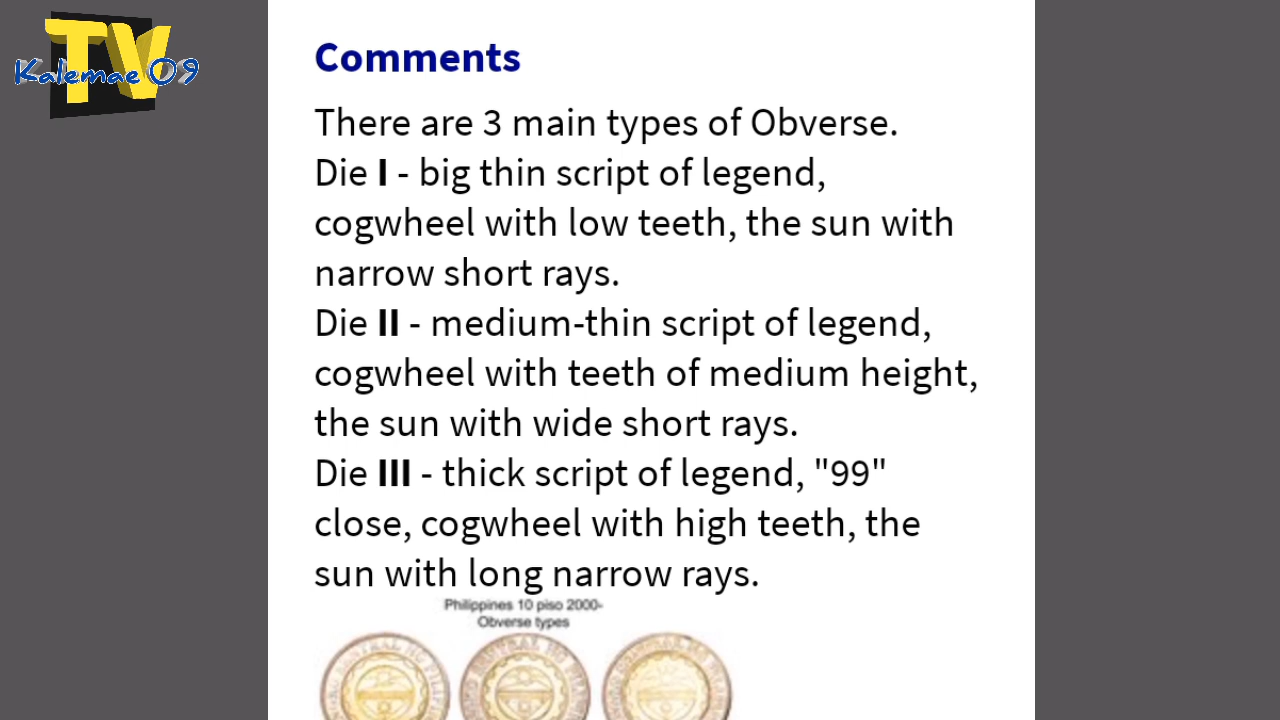 TV
Kalemae 09
Comments
There are 3 main types of Obverse.
Die I - big thin script of legend,
cogwheel with low teeth, the sun with
narrow short rays.
Die II - medium-thin script of legend,
cogwheel with teeth of medium height,
the sun with wide short rays.
Die III - thick script of legend, "99"
close, cogwheel with high teeth, the
sun with long narrow rays.
Philippines 10 piso 2000-
Obverse types